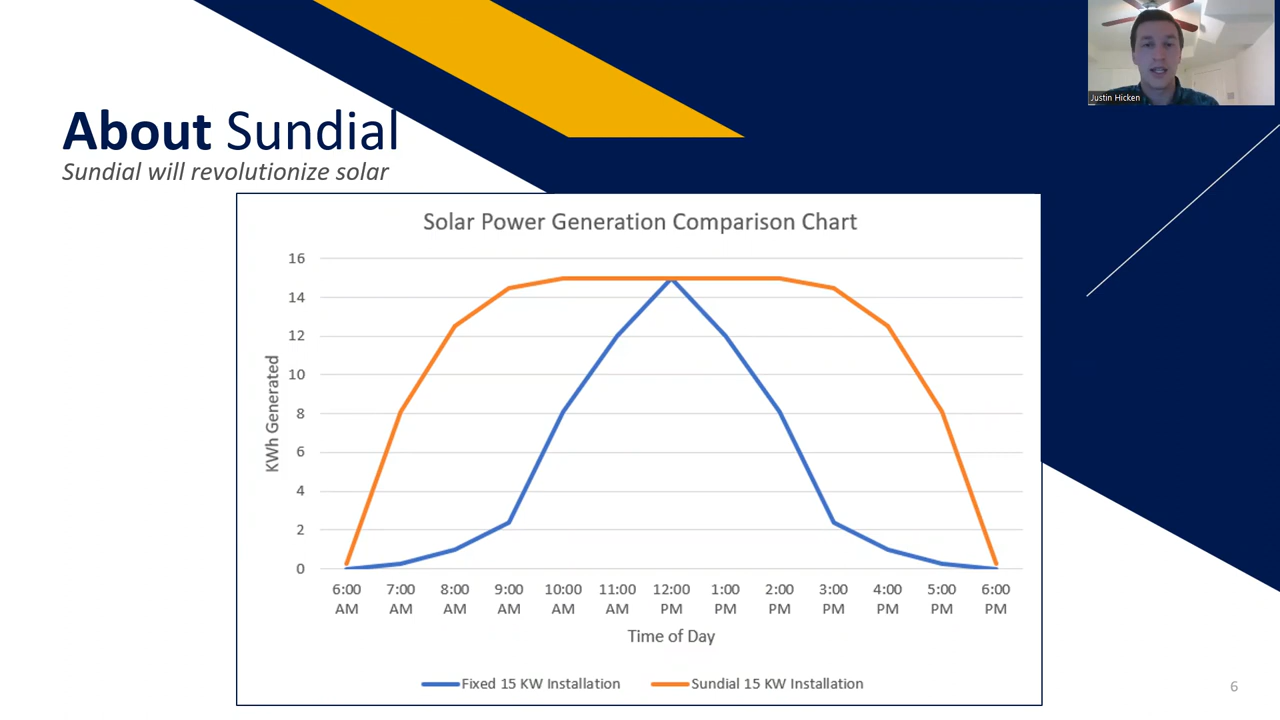 Justin Hicken
About Sundial
Sundial will revolutionize solar
Solar Power Generation Comparison Chart
16
14
12
10
8
6
4
2
0
KWh Generated
6:00 7:00 8:00 9:00 10:00 11:00 12:00 1:00 2:00 3:00 4:00 5:00 6:00
AM AM AM AM AM AM PM PM PM PM PM PM PM
Time of Day
Fixed 15 KW Installation Sundial 15 KW Installation
6